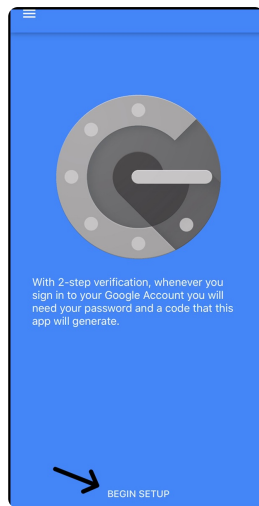 With 2-step verification, whenever you
sign in to your Google Account you will
need your password and a code that this
app will generate.
BEGIN SETUP